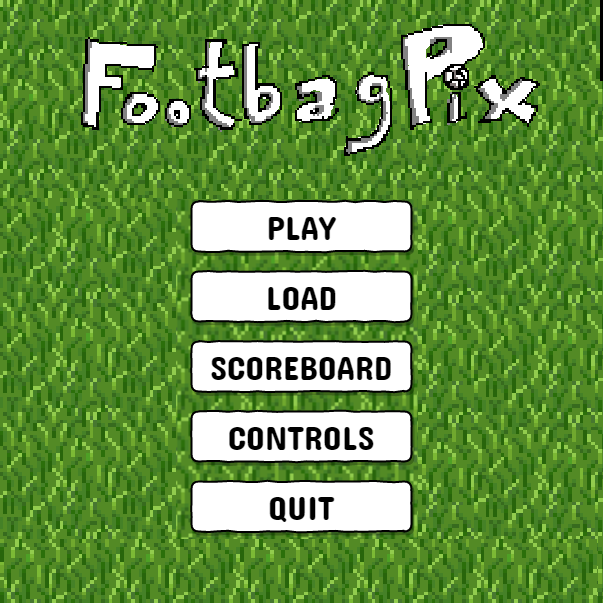 FootbagPix
PLAY
LOAD
SCOREBOARD
CONTROLS
QUIT